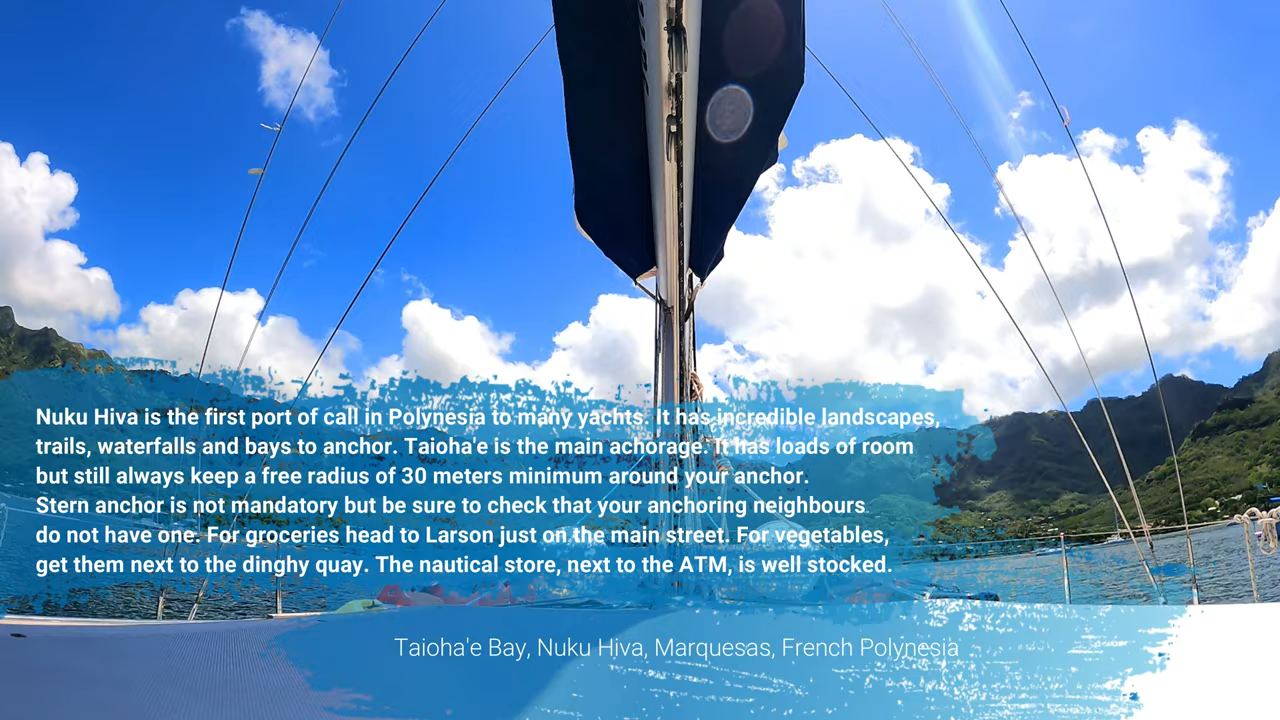 Nuku Hiva is the first port of call in Polynesia to many yachts. It has incredible landscapes,
trails, waterfalls and bays to anchor. Taioha'e is the main achorage. It has loads of room
but still always keep a free radius of 30 meters minimum around your anchor.
Stern anchor is not mandatory but be sure to check that your anchoring neighbours
do not have one. For groceries head to Larson just on the main street. For vegetables,
get them next to the dinghy quay. The nautical store, next to the ATM, is well stocked.
Taioha'e Bay, Nuku Hiva, Marquesas, French Polynesia